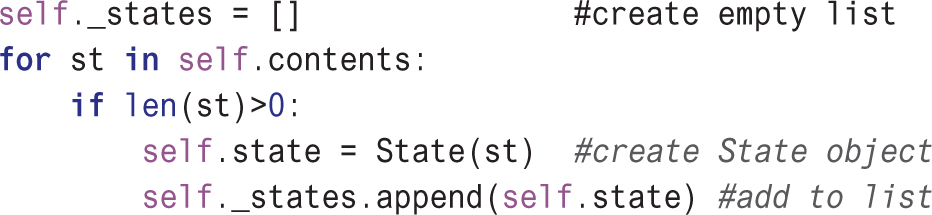 self._states = []               #create empty list
for st in self.contents:
    if len(st)>0:
        self.state = State(st)  #create State object
        self._states.append(self.state) #add to list